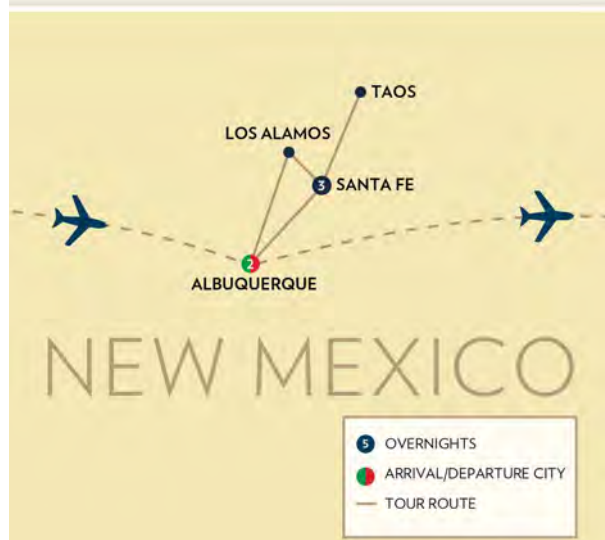 TAOS
LOS ALAMOS
3 SANTA FE
2
ALBUQUERQUE
NEW MEXICO
5 OVERNIGHTS
ARRIVAL/DEPARTURE CITY
TOUR ROUTE